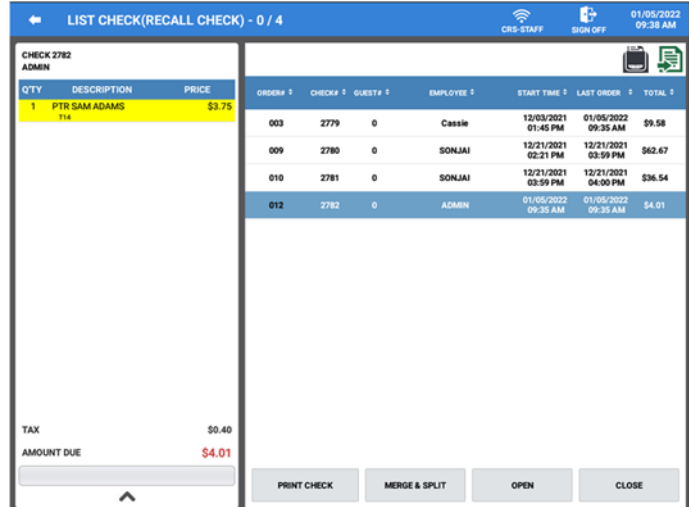 LIST CHECK(RECALL CHECK) - 0 / 4
CRS-STAFF
SIGN OFF
01/05/2022
09:38 AM
CHECK 2782
ADMIN
Q'TY DESCRIPTION PRICE
1 PTR SAM ADAMS $3.75
T14
TAX $0.40
AMOUNT DUE $4.01
ORDER# CHECK# GUEST# EMPLOYEE START TIME LAST ORDER TOTAL
003 2779 0 Cassie 12/03/2021 01:45 PM 01/05/2022 09:35 AM $9.58
009 2780 0 SONJAI 12/21/2021 02:21 PM 12/21/2021 03:59 PM $62.67
010 2781 0 SONJAI 12/21/2021 03:59 PM 12/21/2021 04:00 PM $36.54
012 2782 0 ADMIN 01/05/2022 09:35 AM 01/05/2022 09:35 AM $4.01
PRINT CHECK MERGE & SPLIT OPEN CLOSE